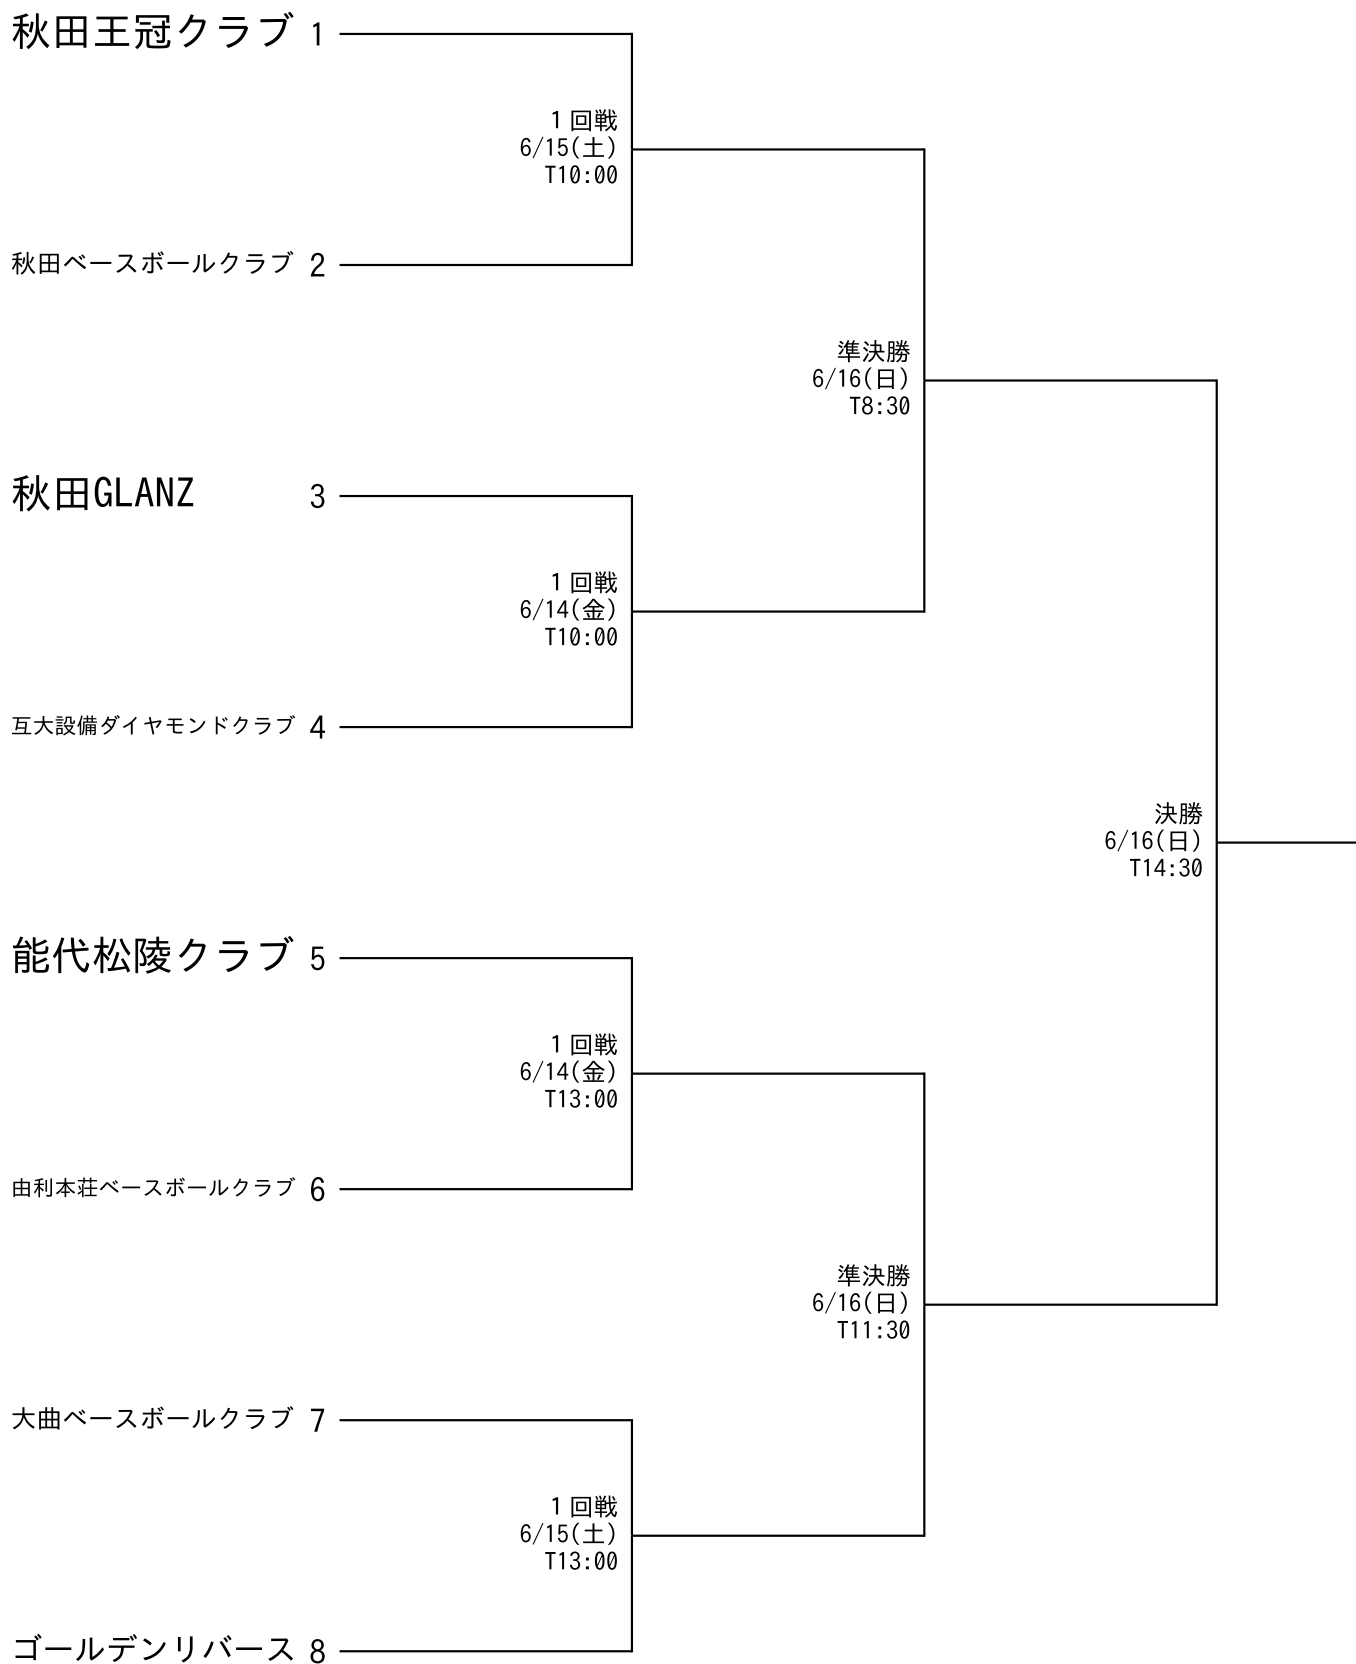 秋田王冠クラブ 1
1回戦
6/15(土)
T10:00
秋田ベースボールクラブ 2
準決勝
6/16(日)
T8:30
秋田GLANZ 3
1回戦
6/14(金)
T10:00
互大設備ダイヤモンドクラブ 4
決勝
6/16(日)
T14:30
能代松陵クラブ 5
1回戦
6/14(金)
T13:00
由利本荘ベースボールクラブ 6
準決勝
6/16(日)
T11:30
大曲ベースボールクラブ 7
1回戦
6/15(土)
T13:00
ゴールデンリバース 8